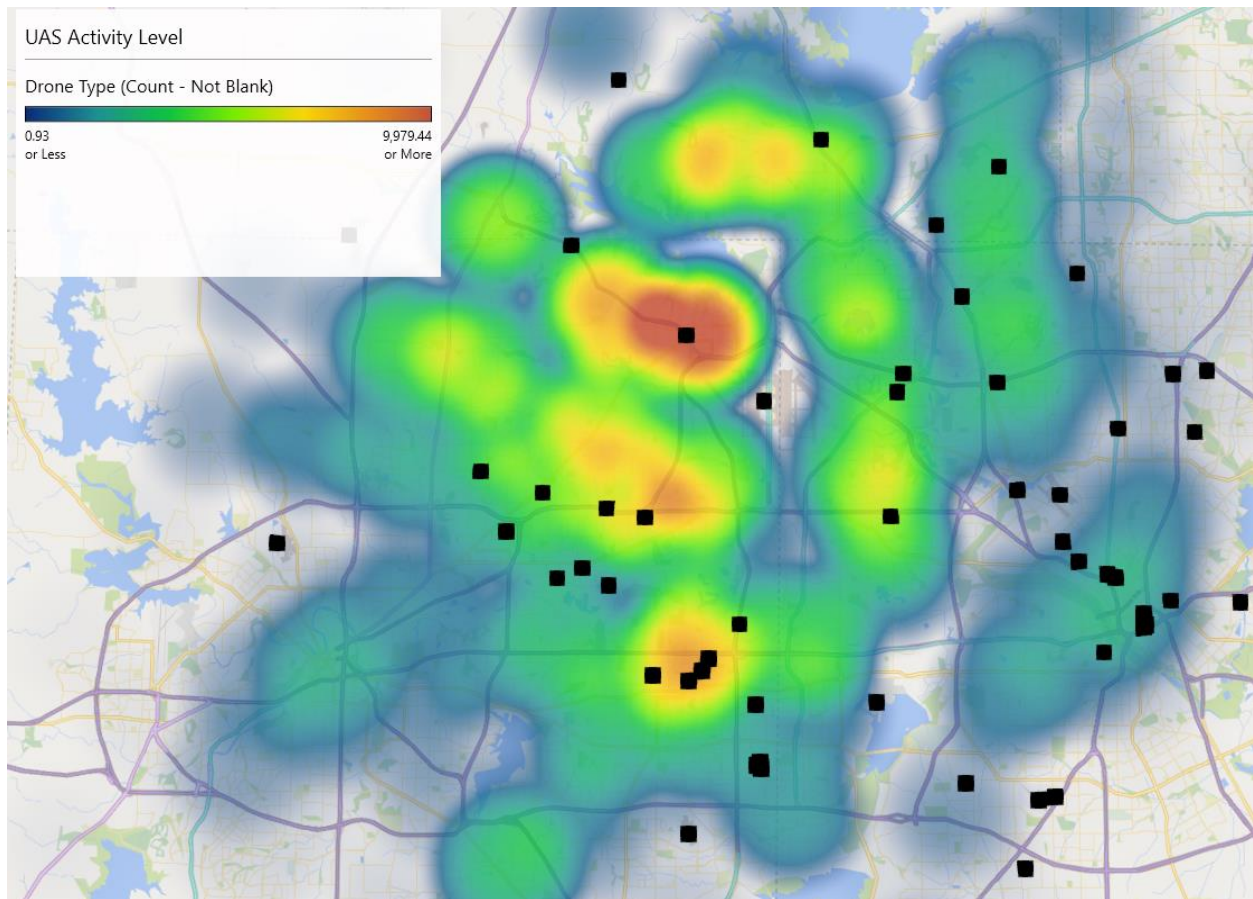 UAS Activity Level
Drone Type (Count - Not Blank)
0.93
or Less
9,979.44
or More